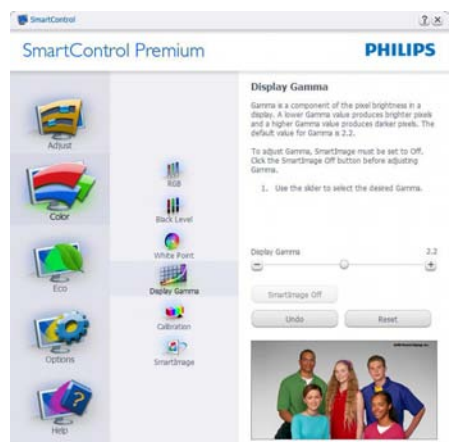 SmartControl
SmartControl Premium
PHILIPS
Adjust
Color
Eco
Options
Help
RGB
Black Level
White Point
Display Gamma
Calibration
SmartImage
Display Gamma
Gamma is a component of the pixel brightness in a
display. A lower Gamma value produces brighter pixels
and a higher Gamma value produces darker pixels. The
default value for Gamma is 2.2.
To adjust Gamma, SmartImage must be set to Off.
Click the SmartImage Off button before adjusting
Gamma.
1. Use the slider to select the desired Gamma.
Display Gamma 2.2
SmartImage Off
Undo Reset